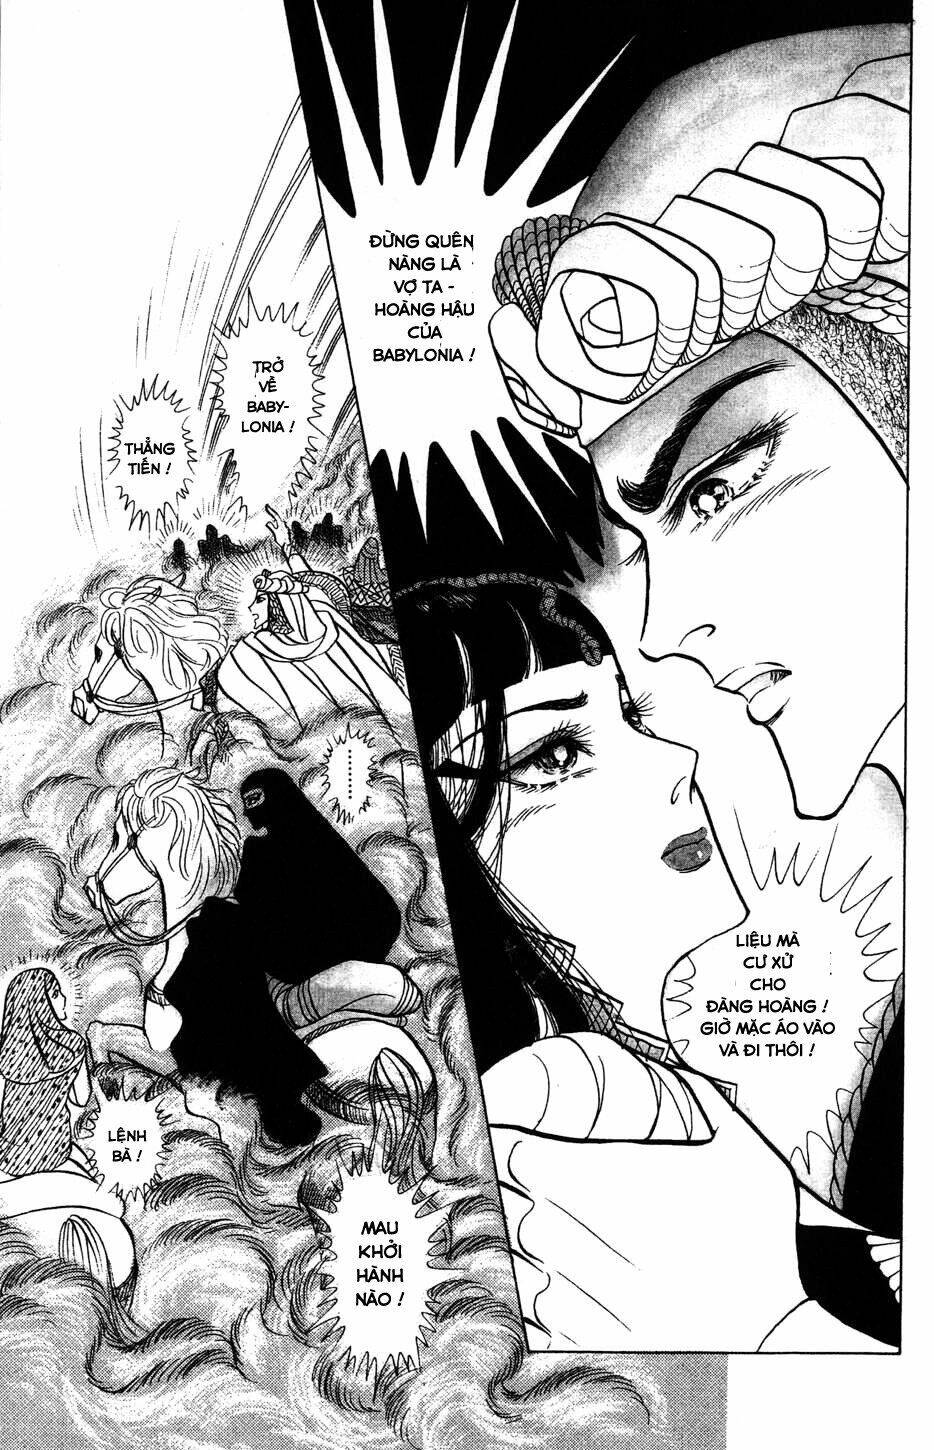 ĐỪNG QUÊN
NÀNG LÀ
VỢ TA -
HOÀNG HẬU
CỦA
BABYLONIA !
LIỆU MÀ
CƯ XỬ
CHO
ĐÀNG HOÀNG !
GIỜ MẶC ÁO VÀO
VÀ ĐI THÔI !
TRỞ
VỀ
BABY-
LONIA !
THẲNG
TIẾN !
..........
LỆNH
BÀ !
MAU
KHỞI
HÀNH
NÀO !